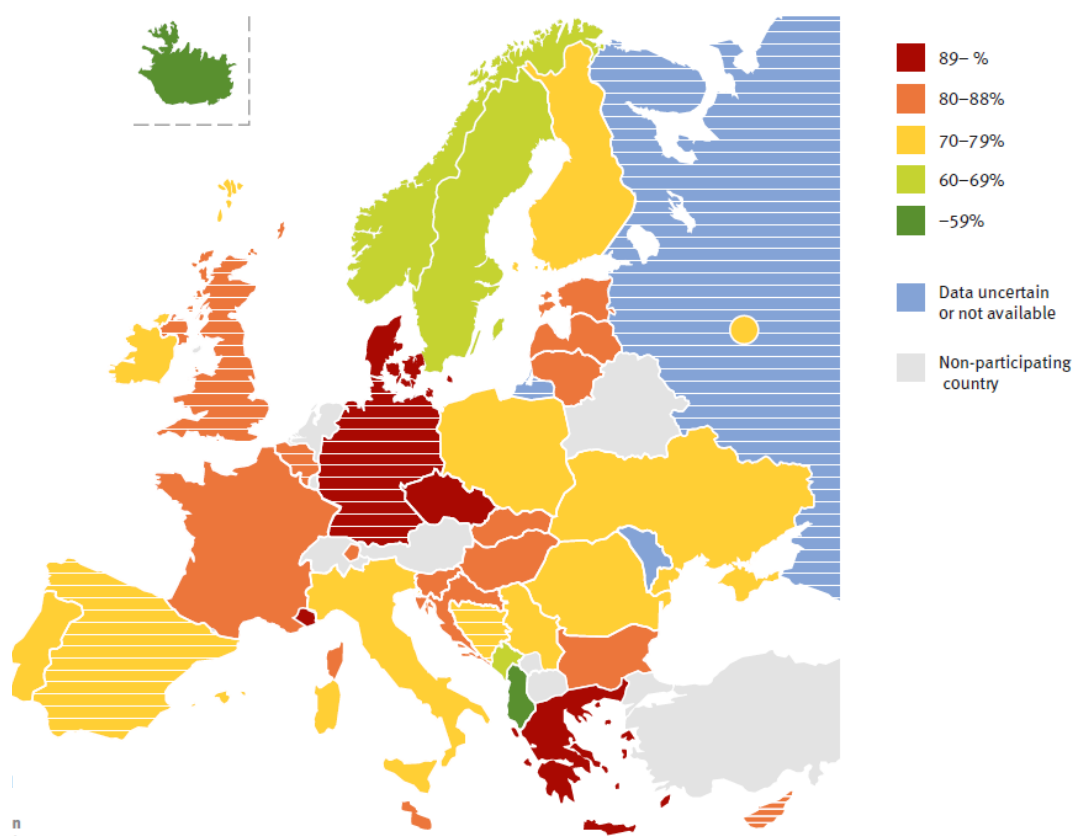 89– %
80–88%
70–79%
60–69%
–59%
Data uncertain
or not available
Non-participating
country
n